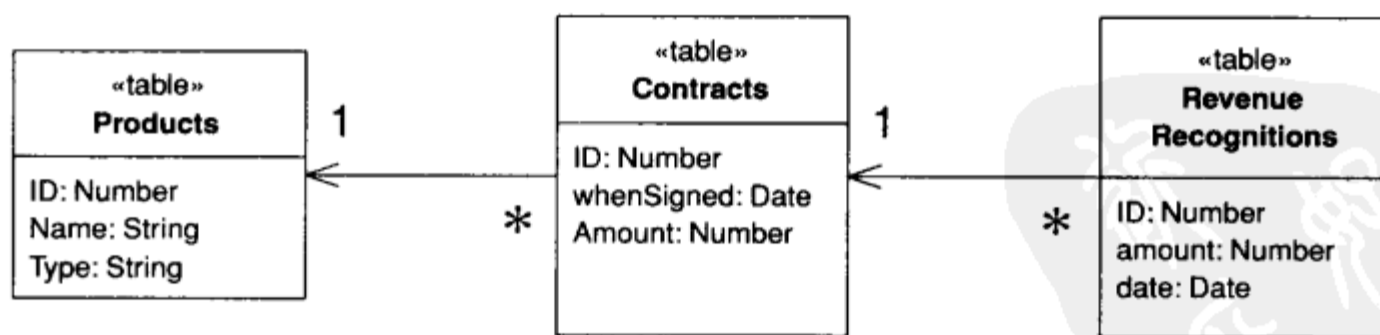 «table»
Products
ID: Number
Name: String
Type: String
1
*
«table»
Contracts
ID: Number
whenSigned: Date
Amount: Number
1
*
«table»
Revenue
Recognitions
ID: Number
amount: Number
date: Date